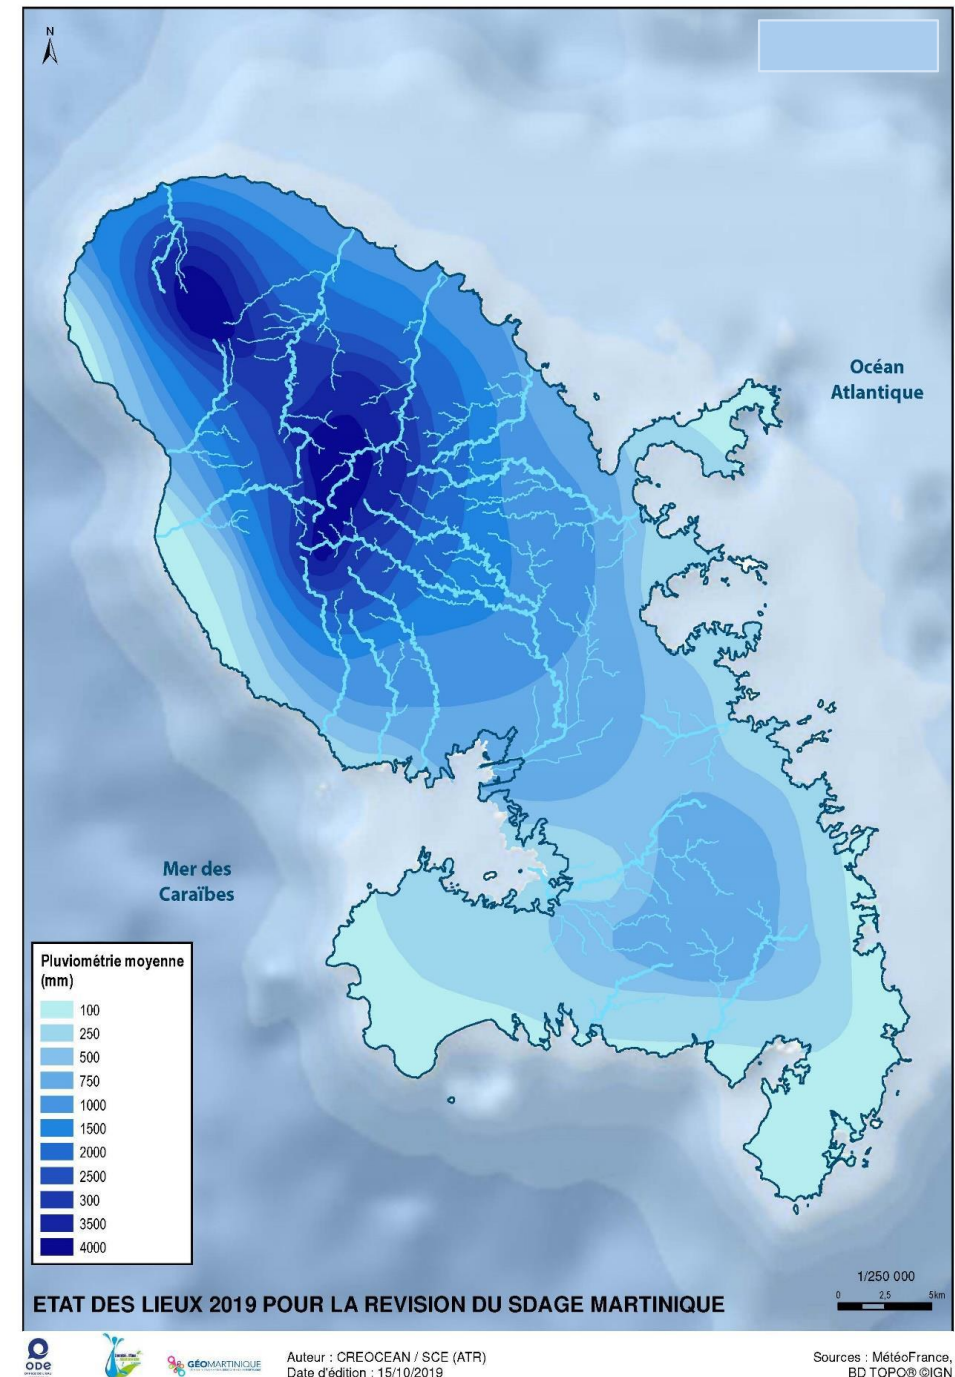 N
Océan
Atlantique
Mer des
Caraïbes
Pluviométrie moyenne
(mm)
100
250
500
750
1000
1500
2000
2500
300
3500
4000
1/250 000
0 2,5 5km
ETAT DES LIEUX 2019 POUR LA REVISION DU SDAGE MARTINIQUE
ODE
GÉOMARTINIQUE
Auteur : CREOCEAN / SCE (ATR)
Date d'édition : 15/10/2019
Sources : MétéoFrance,
BD TOPO® ©IGN